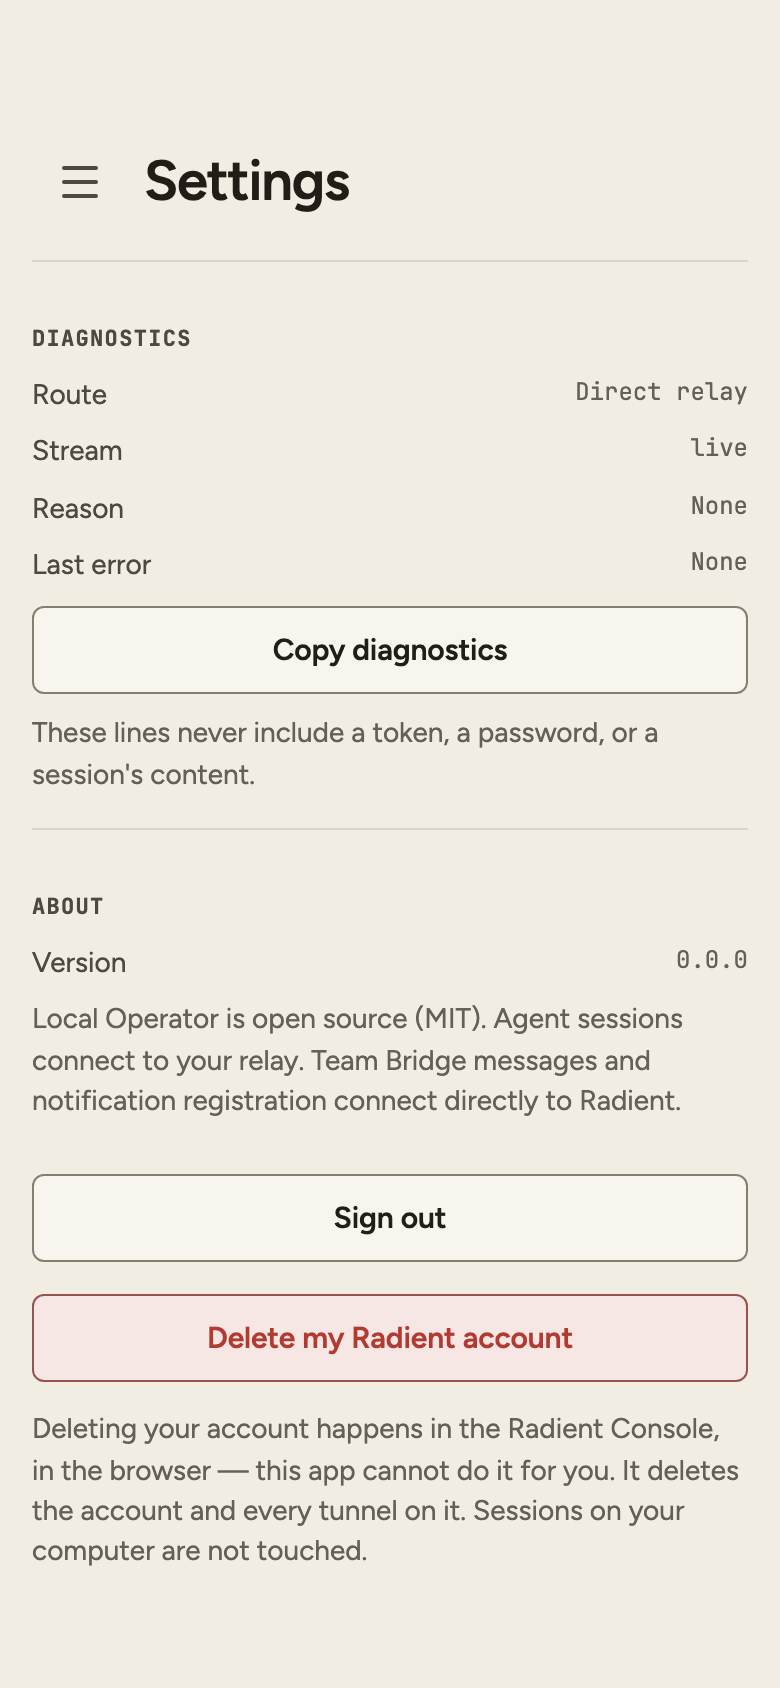 Settings
DIAGNOSTICS
Route Direct relay
Stream live
Reason None
Last error None
Copy diagnostics
These lines never include a token, a password, or a
session's content.
ABOUT
Version 0.0.0
Local Operator is open source (MIT). Agent sessions
connect to your relay. Team Bridge messages and
notification registration connect directly to Radient.
Sign out
Delete my Radient account
Deleting your account happens in the Radient Console,
in the browser — this app cannot do it for you. It deletes
the account and every tunnel on it. Sessions on your
computer are not touched.